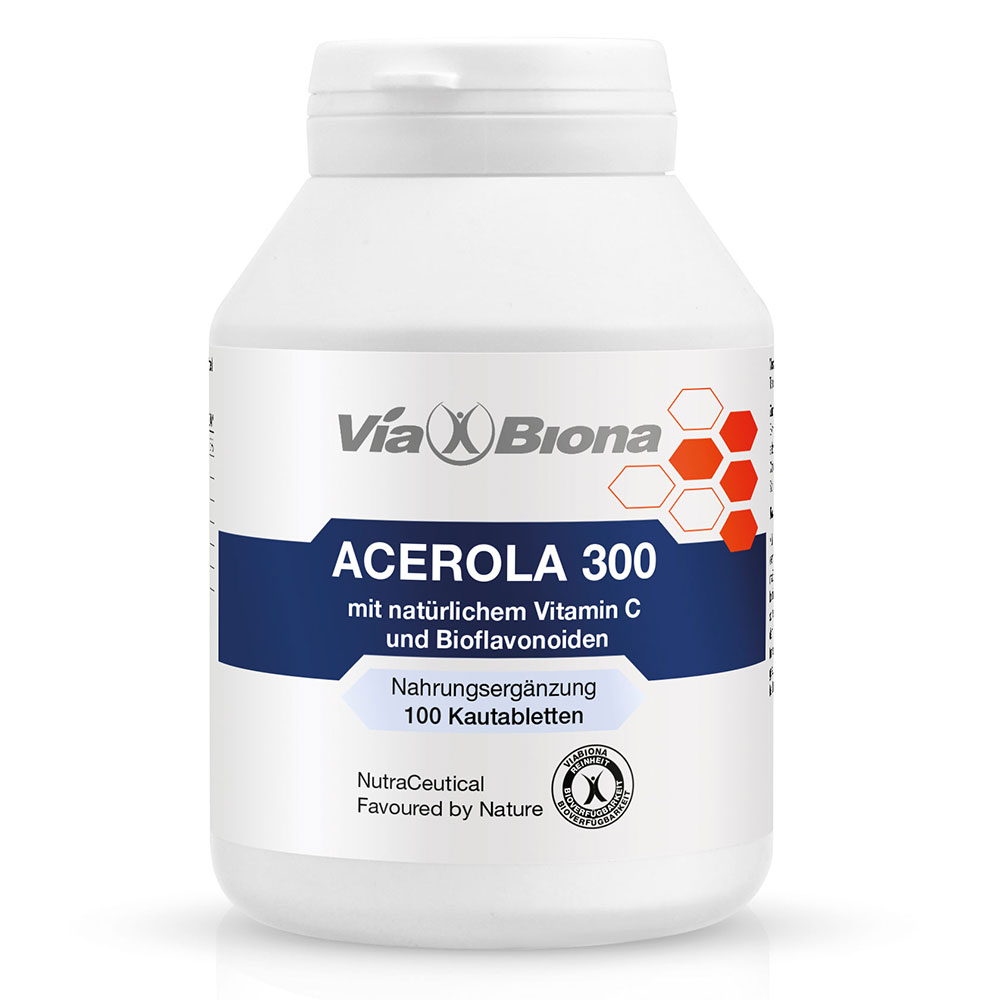 Via Biona
ACEROLA 300
mit natürlichem Vitamin C
und Bioflavonoiden
Nahrungsergänzung
100 Kautabletten
NutraCeutical
Favoured by Nature
VIABIONA
REINHEIT
BIOVERFÜGBARKEIT
BIOVERFÜGBARKEIT